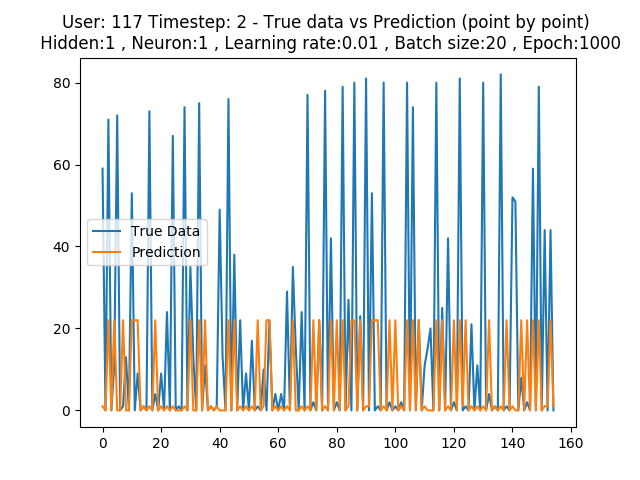 User: 117 Timestep: 2 - True data vs Prediction (point by point)
Hidden:1 , Neuron:1 , Learning rate:0.01 , Batch size:20 , Epoch:1000
80
60
40
20
0
True Data
Prediction
0 20 40 60 80 100 120 140 160